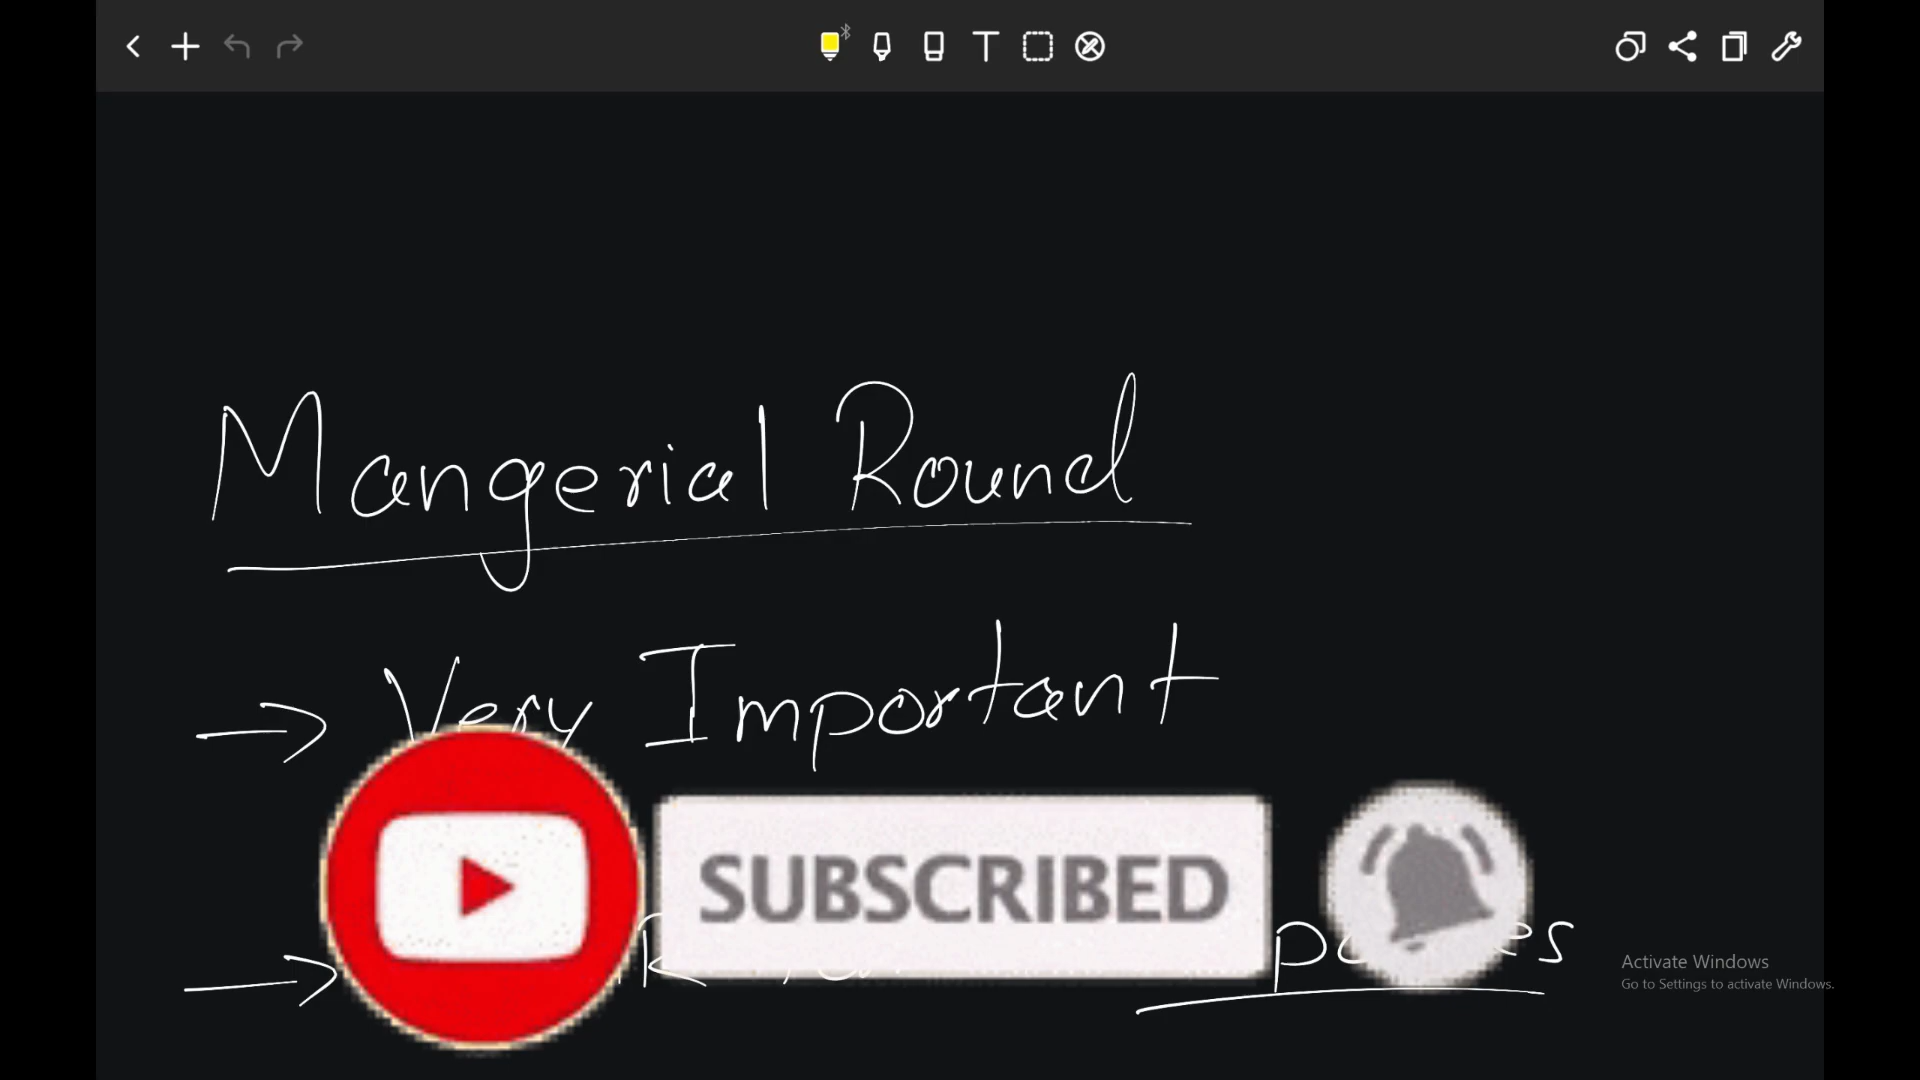 Mangerial Round
→ Very Important
SUBSCRIBED
→
Activate Windows
Go to Settings to activate Windows.